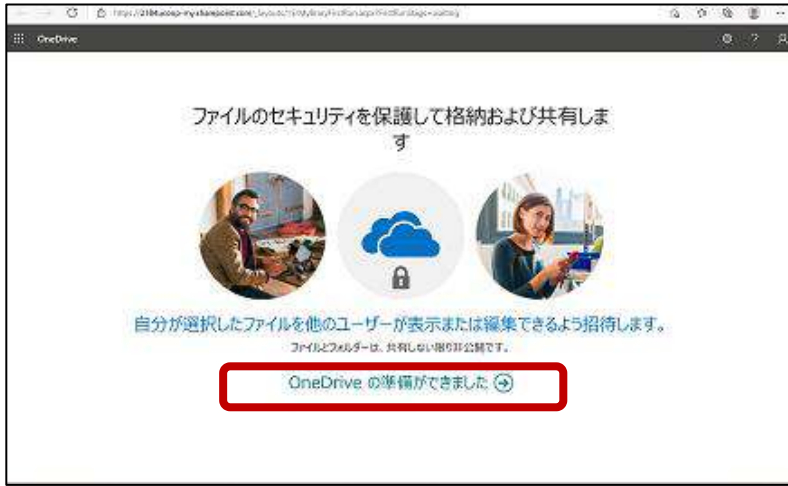 OneDrive
?
ファイルのセキュリティを保護して格納および共有しま
す
自分が選択したファイルを他のユーザーが表示または編集できるよう招待します。
ファイルとフォルダーは、共有しない限り非公開です。
OneDrive の準備ができました